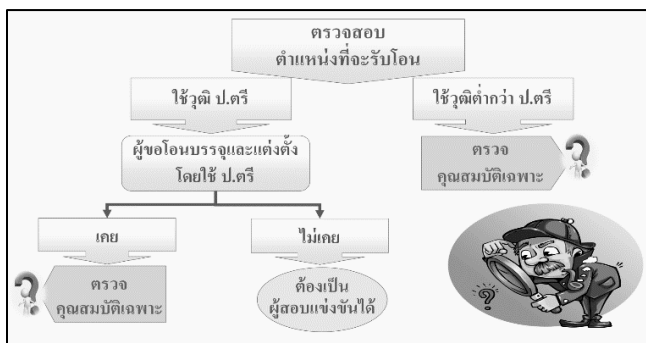 ตรวจสอบ
ตำแหน่งที่จะรับโอน
ใช้วุฒิ ป.ตรี
ใช้วุฒิต่ำกว่า ป.ตรี
ผู้ขอโอนบรรจุและแต่งตั้ง
โดยใช้ ป.ตรี
ตรวจ
คุณสมบัติเฉพาะ
เคย
ไม่เคย
ตรวจ
คุณสมบัติเฉพาะ
ต้องเป็น
ผู้สอบแข่งขันได้
?